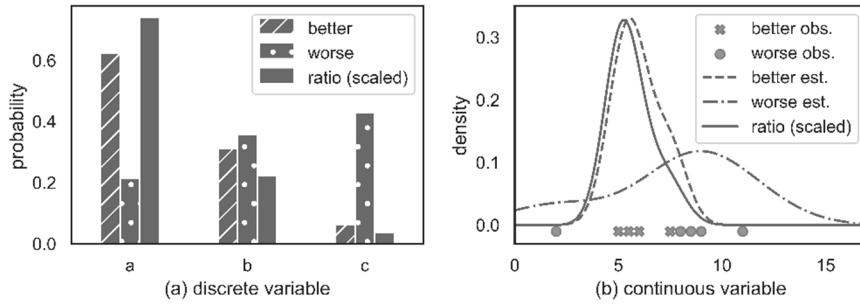 probability
0.6
0.4
0.2
0.0
better
worse
ratio (scaled)
a b c
(a) discrete variable
density
0.3
0.2
0.1
0.0
better obs.
worse obs.
better est.
worse est.
ratio (scaled)
0 5 10 15
(b) continuous variable